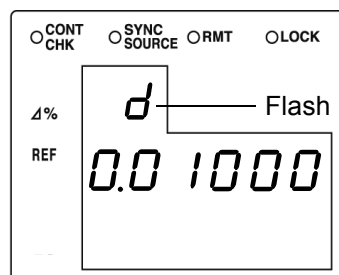 CONT CHK
SYNC SOURCE
RMT
LOCK
⊿%
d
Flash
REF
0.01000